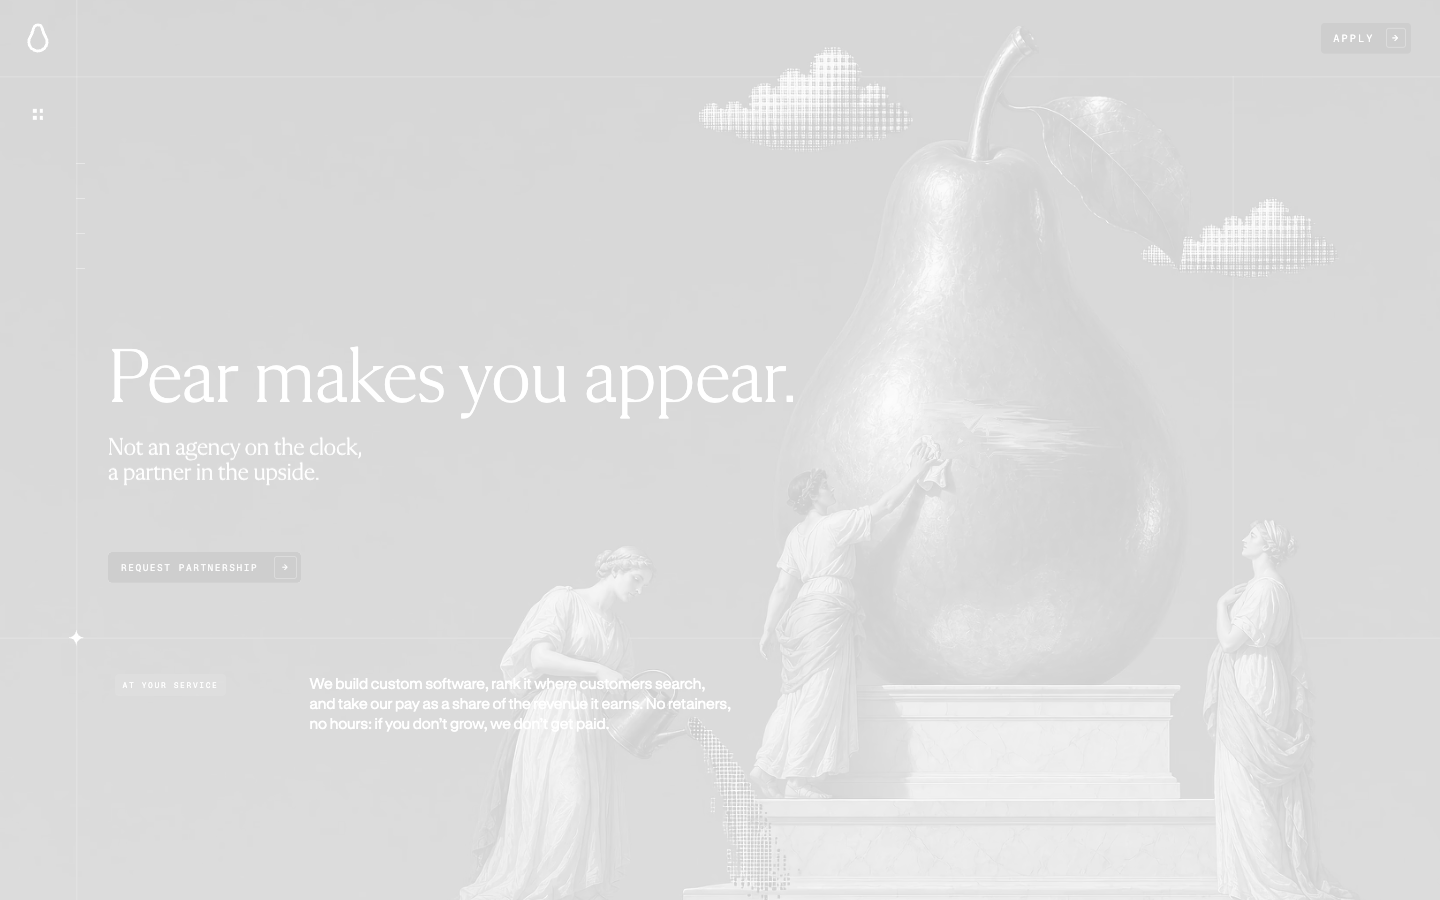 APPLY
Pear makes you appear.
Not an agency on the clock,
a partner in the upside.
REQUEST PARTNERSHIP
AT YOUR SERVICE
We build custom software, rank it where customers search,
and take our pay as a share of the revenue it earns. No retainers,
no hours: if you don't grow, we don't get paid.